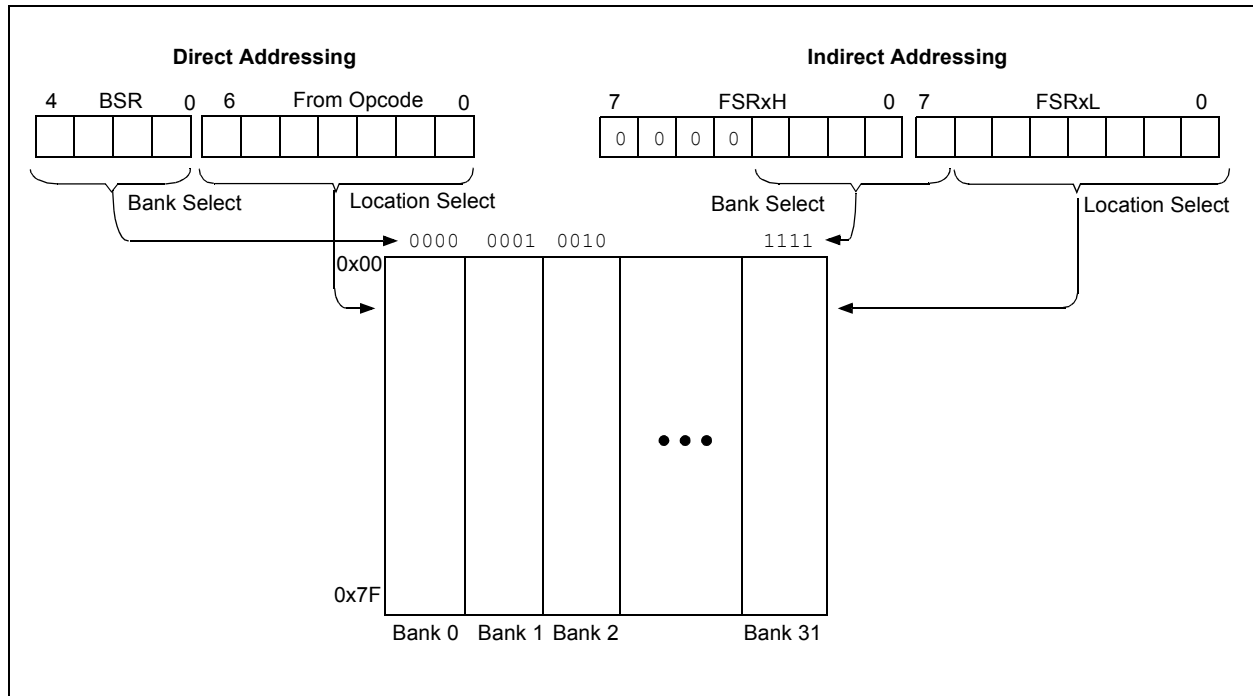 Direct Addressing
Indirect Addressing
4 BSR 0 6 From Opcode 0
7 FSRxH 0 7 FSRxL 0
0 0 0 0
Bank Select
Location Select
Bank Select
Location Select
0000 0001 0010 1111
0x00
0x7F
Bank 0 Bank 1 Bank 2 Bank 31